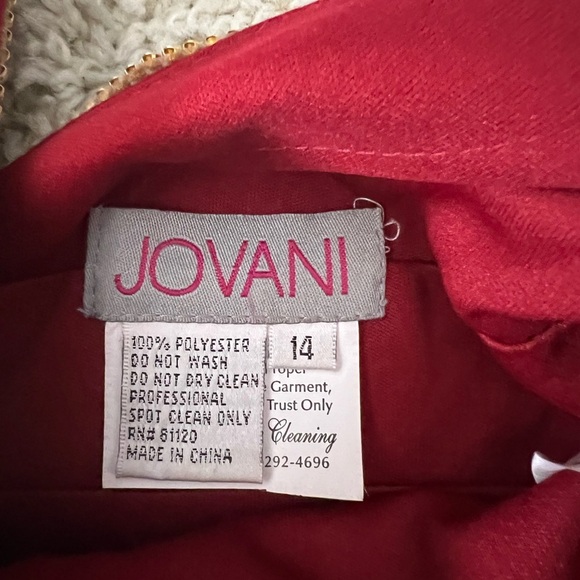 JOVANI
100% POLYESTER
DO NOT WASH
DO NOT DRY CLEAN
PROFESSIONAL
SPOT CLEAN ONLY
RN# 61120
MADE IN CHINA
14
Garment,
Trust Only
Cleaning
292-4696